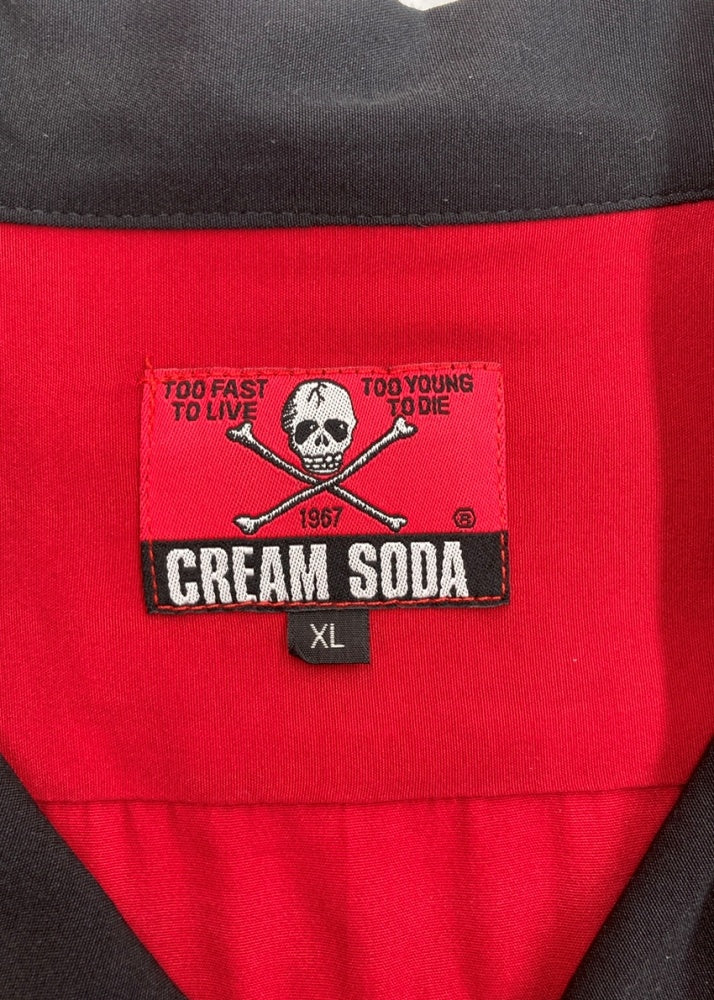 TOO FAST
TO LIVE
TOO YOUNG
TO DIE
1967
®
CREAM SODA
XL